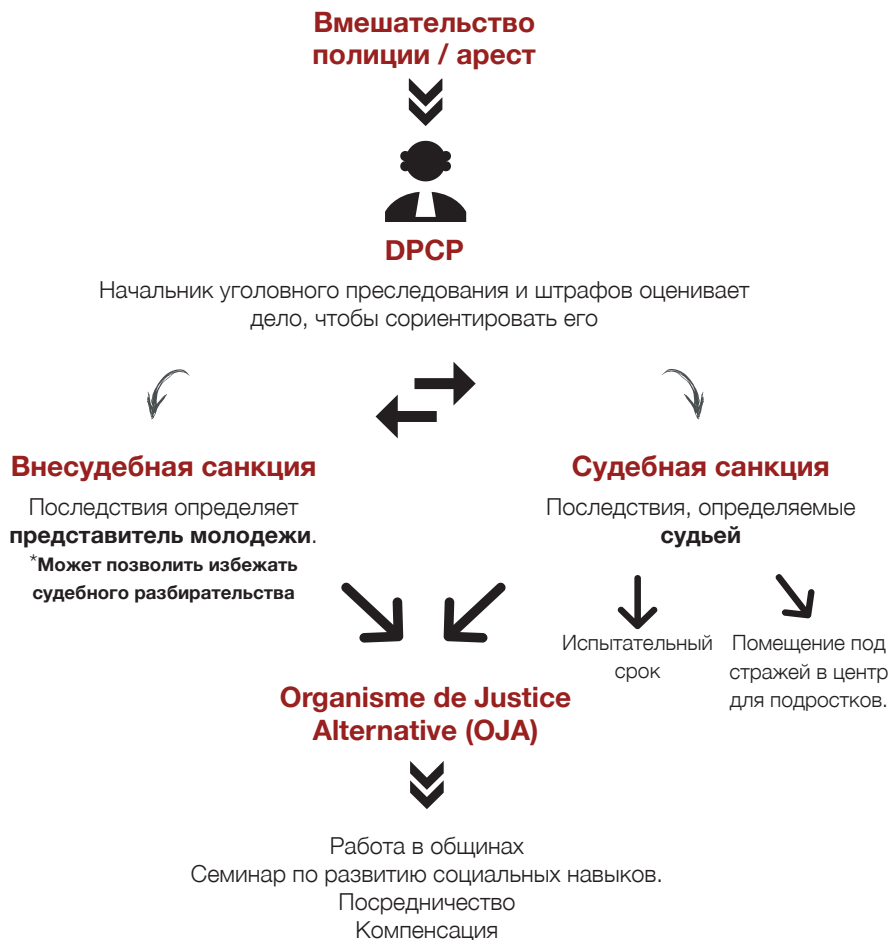 Вмешательство
полиции / арест
DPCP
Начальник уголовного преследования и штрафов оценивает
дело, чтобы сориентировать его
Внесудебная санкция
Последствия определяет
представитель молодежи.
*Может позволить избежать
судебного разбирательства
Судебная санкция
Последствия, определяемые
судьей
Испытательный
срок
Помещение под
стражей в центр
для подростков.
Organisme de Justice
Alternative (OJA)
Работа в общинах
Семинар по развитию социальных навыков.
Посредничество
Компенсация